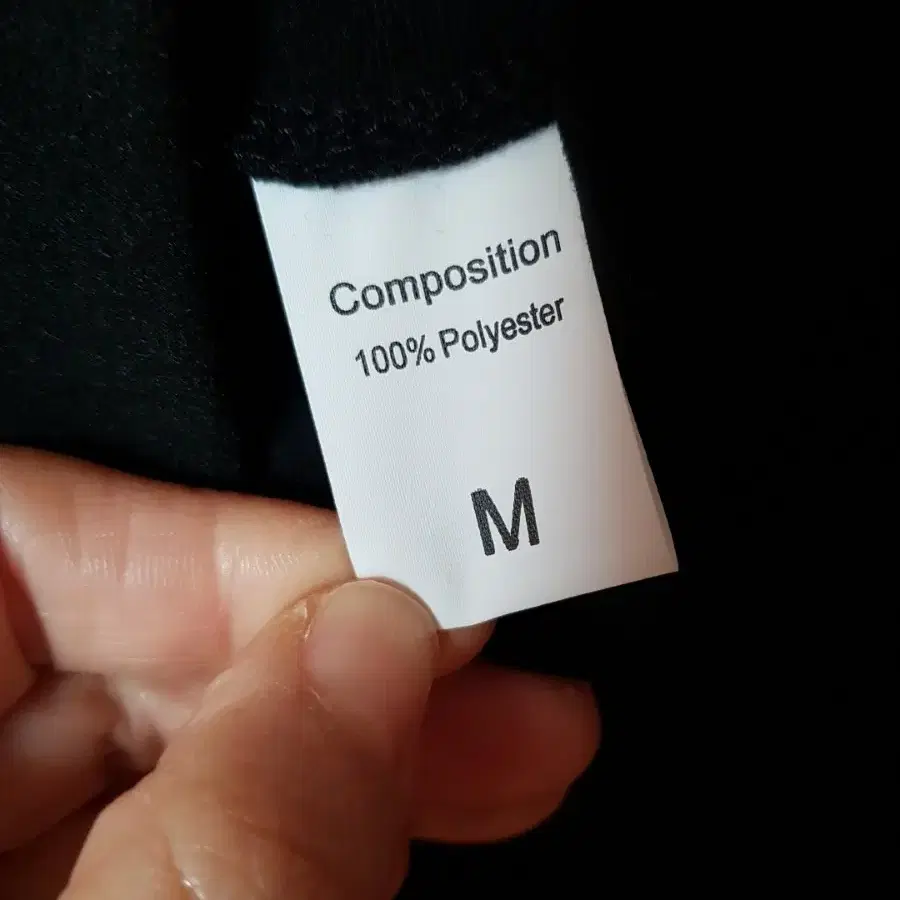 Composition
100% Polyester
M